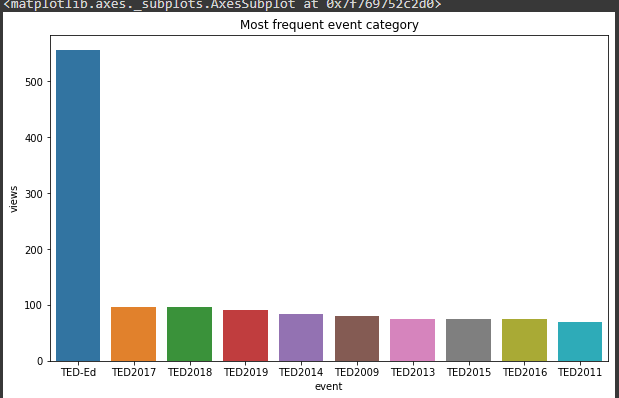 <matplotlib.axes._subplots.AxesSubplot at 0x7f769752c2d0>
Most frequent event category
500
400
300
200
100
0
views
TED-Ed TED2017 TED2018 TED2019 TED2014 TED2009 TED2013 TED2015 TED2016 TED2011
event